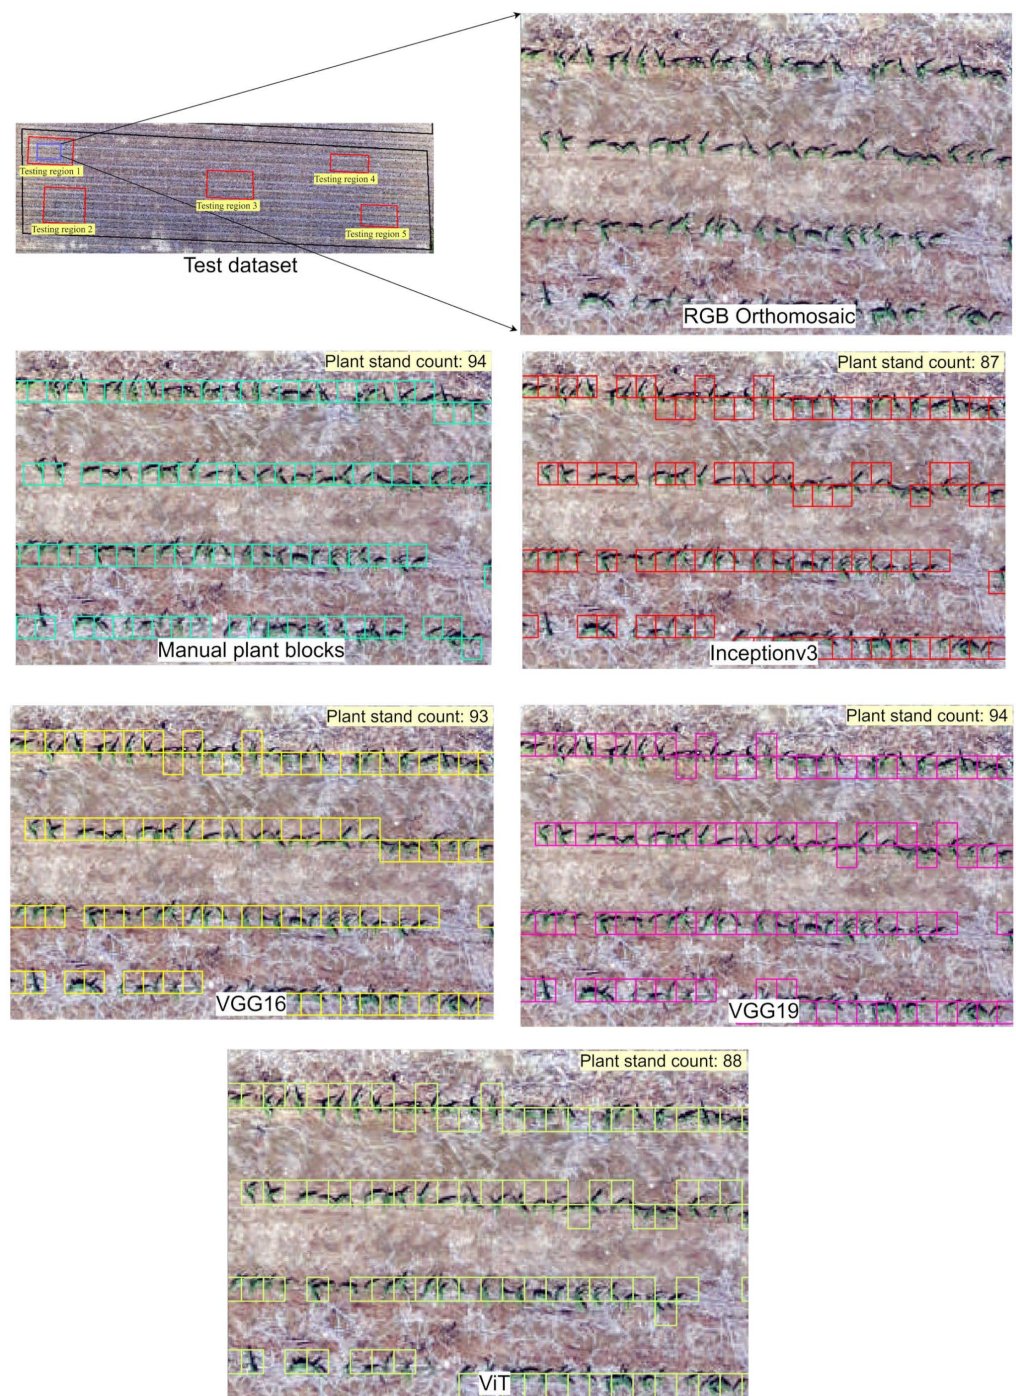 Testing region 1
Testing region 4
Testing region 3
Testing region 2
Testing region 5
Test dataset
RGB Orthomosaic
Plant stand count: 94
Manual plant blocks
Plant stand count: 87
Inceptionv3
Plant stand count: 93
VGG16
Plant stand count: 94
VGG19
Plant stand count: 88
ViT